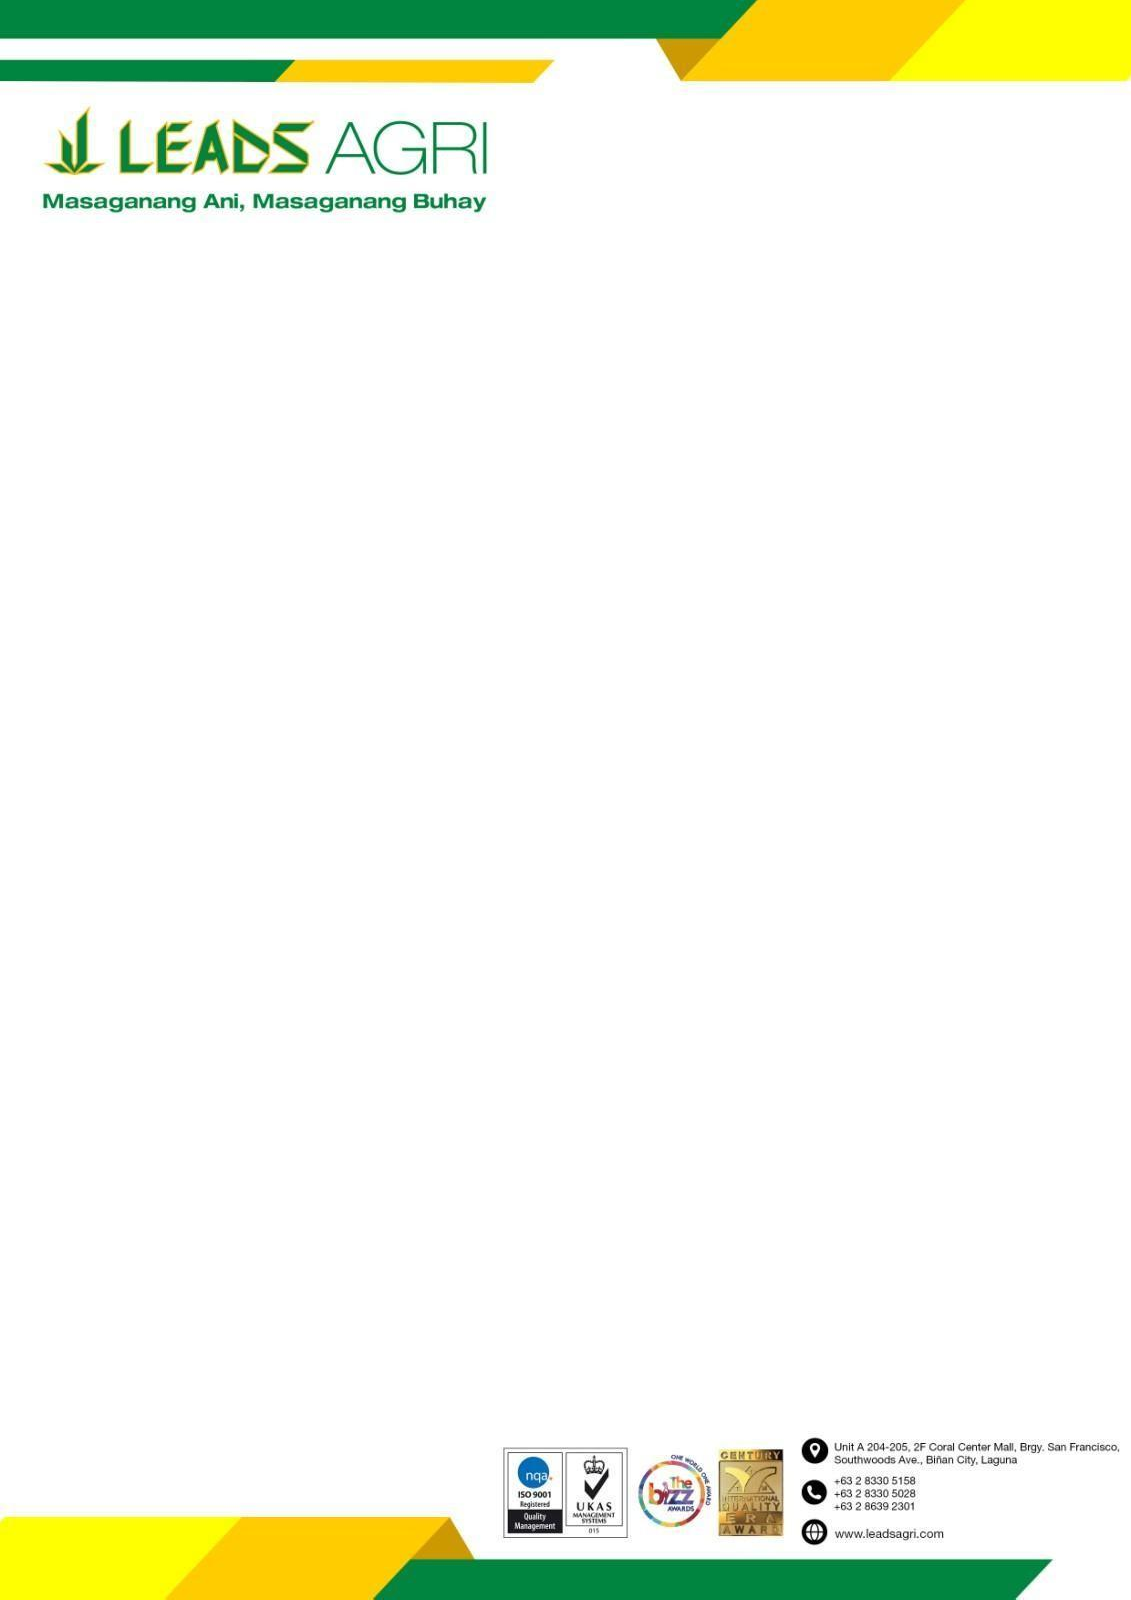 LEADS AGRI
Masaganang Ani, Masaganang Buhay
nqa.
ISO 9001
Registered
Quality
Management
UKAS
MANAGEMENT
SYSTEMS
015
ONE WORLD ONE AWARD
The
bizz
AWARDS
CENTURY
INTERNATIONAL
QUALITY
ERA
AWARD
Unit A 204-205, 2F Coral Center Mall, Brgy. San Francisco,
Southwoods Ave., Biñan City, Laguna
+63 2 8330 5158
+63 2 8330 5028
+63 2 8639 2301
www.leadsagri.com